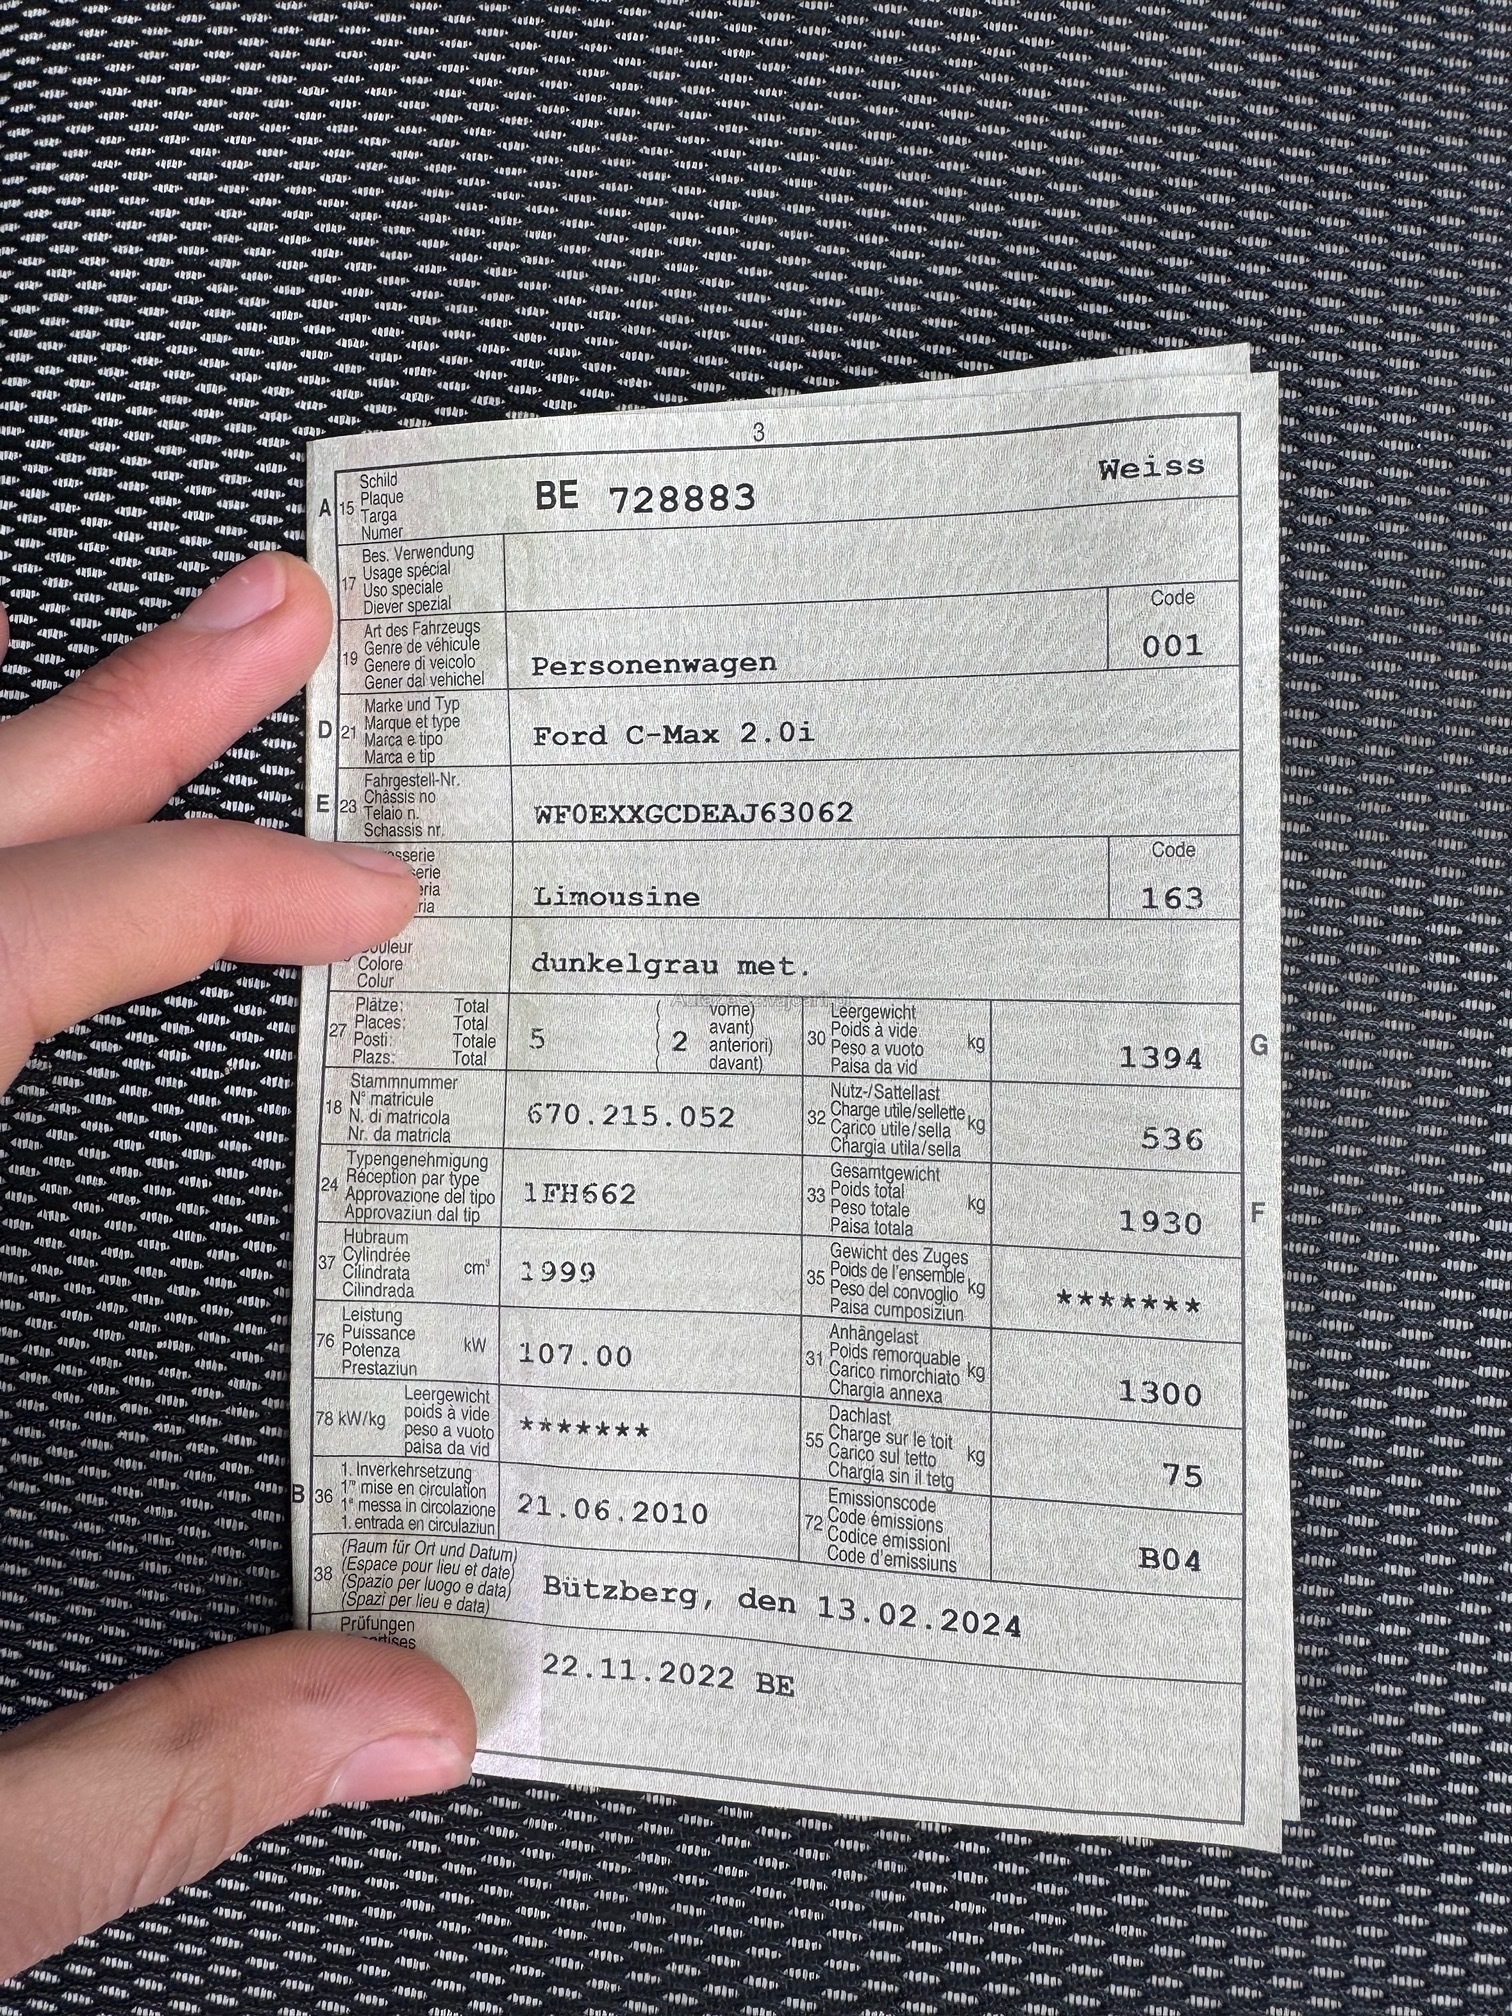 3
A 15 Schild
Plaque
Targa
Numer
BE 728883 Weiss
17 Bes. Verwendung
Usage spécial
Uso speciale
Diever spezial
19 Art des Fahrzeugs
Genre de véhicule
Genere di veicolo
Gener dal vehichel
Personenwagen
Code
001
D 21 Marke und Typ
Marque et type
Marca e tipo
Marca e tip
Ford C-Max 2.0i
E 23 Fahrgestell-Nr.
Châssis no
Telaio n.
Schassis nr.
WF0EXXGCDEAJ63062
Limousine
Code
163
Couleur
Colore
Colur
dunkelgrau met.
27 Plätze: Total
Places: Total
Posti: Totale
Plazs: Total
5
2
vorne)
avant)
anteriori)
davant)
30 Leergewicht
Poids à vide
Peso a vuoto
Paisa da vid
kg
1394
G
18 Stammnummer
N° matricule
N. di matricola
Nr. da matricla
670.215.052
32 Nutz-/Sattellast
Charge utile/sellette
Carico utile/sella
Chargia utila/sella
kg
536
24 Typengenehmigung
Réception par type
Approvazione del tipo
Approvaziun dal tip
1FH662
33 Gesamtgewicht
Poids total
Peso totale
Paisa totala
kg
1930
F
37 Hubraum
Cylindrée
Cilindrata
Cilindrada
cm³
1999
35 Gewicht des Zuges
Poids de l'ensemble
Peso del convoglio
Paisa cumposiziun
kg
*******
76 Leistung
Puissance
Potenza
Prestaziun
kW
107.00
31 Anhängelast
Poids remorquable
Carico rimorchiato
Chargia annexa
kg
1300
78 kW/kg Leergewicht
poids à vide
peso a vuoto
paisa da vid
*******
55 Dachlast
Charge sur le toit
Carico sul tetto
Chargia sin il tetg
kg
75
B 36 1. Inverkehrsetzung
1re mise en circulation
1a messa in circolazione
1. entrada en circulaziun
21.06.2010
72 Emissionscode
Code émissions
Codice emissioni
Code d'emissiuns
B04
38 (Raum für Ort und Datum)
(Espace pour lieu et date)
(Spazio per luogo e data)
(Spazi per lieu e data)
Bützberg, den 13.02.2024
Prüfungen
22.11.2022 BE